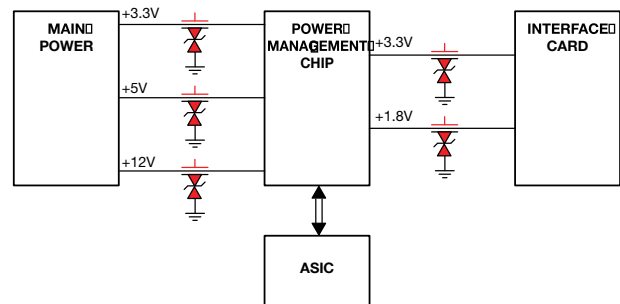 MAIN
POWER
+3.3V
+5V
+12V
POWER
MANAGEMENT
CHIP
+3.3V
+1.8V
INTERFACE
CARD
ASIC